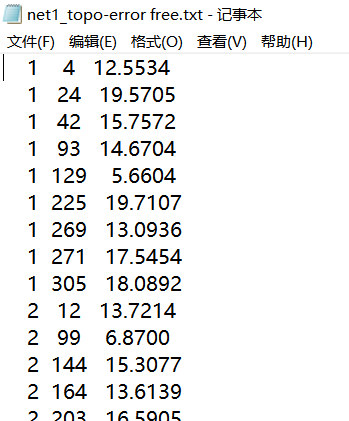 net1_topo-error free.txt - 记事本
文件(F) 编辑(E) 格式(O) 查看(V) 帮助(H)
1 4 12.5534
1 24 19.5705
1 42 15.7572
1 93 14.6704
1 129 5.6604
1 225 19.7107
1 269 13.0936
1 271 17.5454
1 305 18.0892
2 12 13.7214
2 99 6.8700
2 144 15.3077
2 164 13.6139
2 203 16.5905